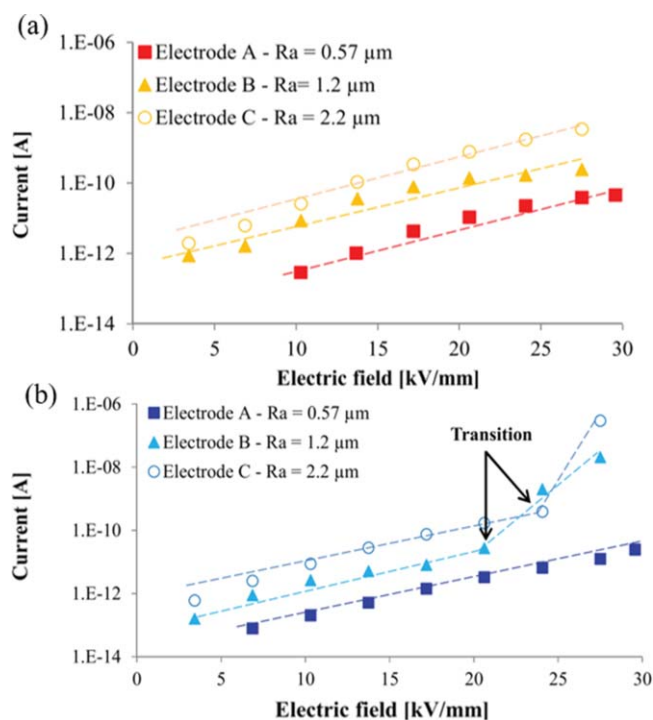 (a)
1.E-06
1.E-08
1.E-10
1.E-12
1.E-14
Current [A]
Electrode A - Ra = 0.57 µm
Electrode B - Ra= 1.2 µm
Electrode C - Ra = 2.2 µm
0 5 10 15 20 25 30
Electric field [kV/mm]
(b)
1.E-06
1.E-08
1.E-10
1.E-12
1.E-14
Current [A]
Electrode A - Ra = 0.57 µm
Electrode B - Ra = 1.2 µm
Electrode C - Ra = 2.2 µm
Transition
0 5 10 15 20 25 30
Electric field [kV/mm]